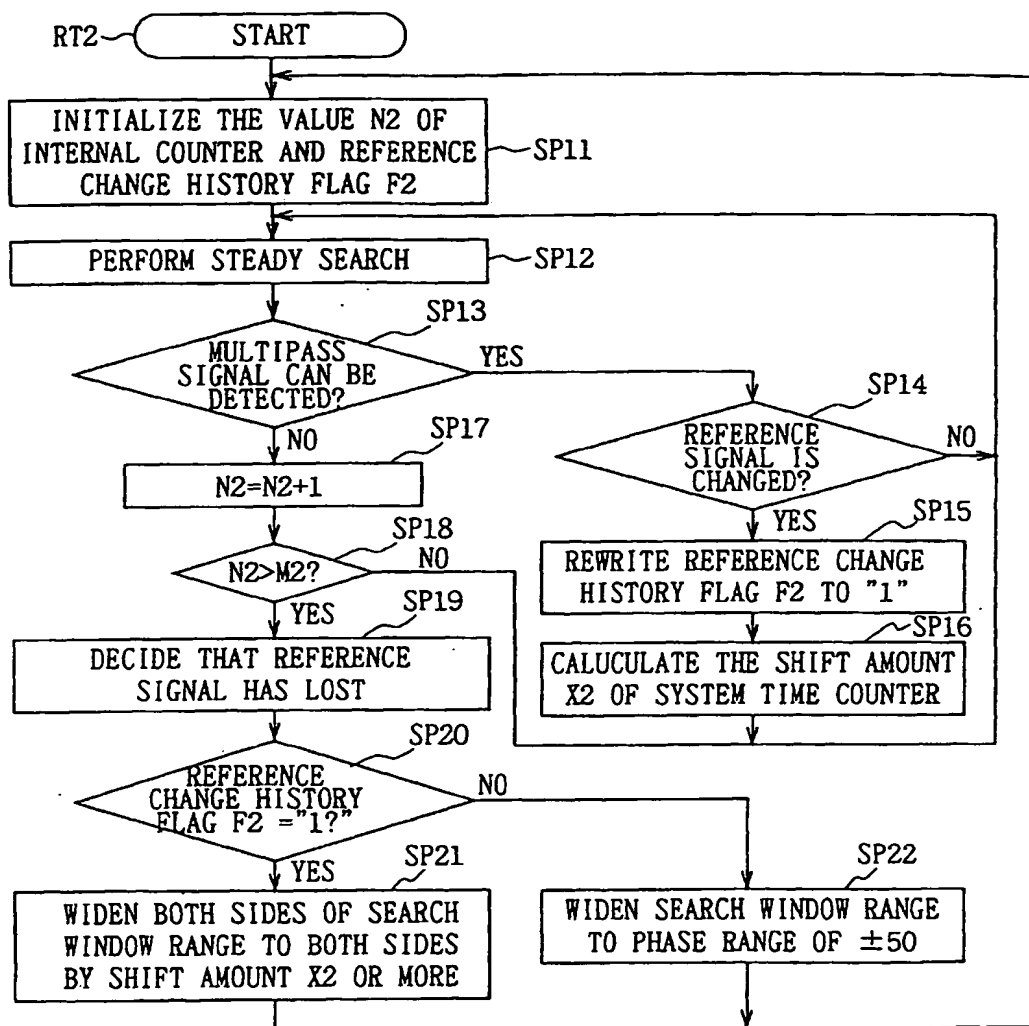 RT2
START
INITIALIZE THE VALUE N2 OF
INTERNAL COUNTER AND REFERENCE
CHANGE HISTORY FLAG F2
SP11
PERFORM STEADY SEARCH
SP12
SP13
MULTIPASS
SIGNAL CAN BE
DETECTED?
YES
NO
SP14
REFERENCE
SIGNAL IS
CHANGED?
NO
YES
SP15
REWRITE REFERENCE CHANGE
HISTORY FLAG F2 TO "1"
SP16
CALUCULATE THE SHIFT AMOUNT
X2 OF SYSTEM TIME COUNTER
SP17
N2=N2+1
SP18
N2>M2?
NO
YES
SP19
DECIDE THAT REFERENCE
SIGNAL HAS LOST
SP20
REFERENCE
CHANGE HISTORY
FLAG F2 ="1?"
NO
YES
SP21
WIDEN BOTH SIDES OF SEARCH
WINDOW RANGE TO BOTH SIDES
BY SHIFT AMOUNT X2 OR MORE
SP22
WIDEN SEARCH WINDOW RANGE
TO PHASE RANGE OF ±50